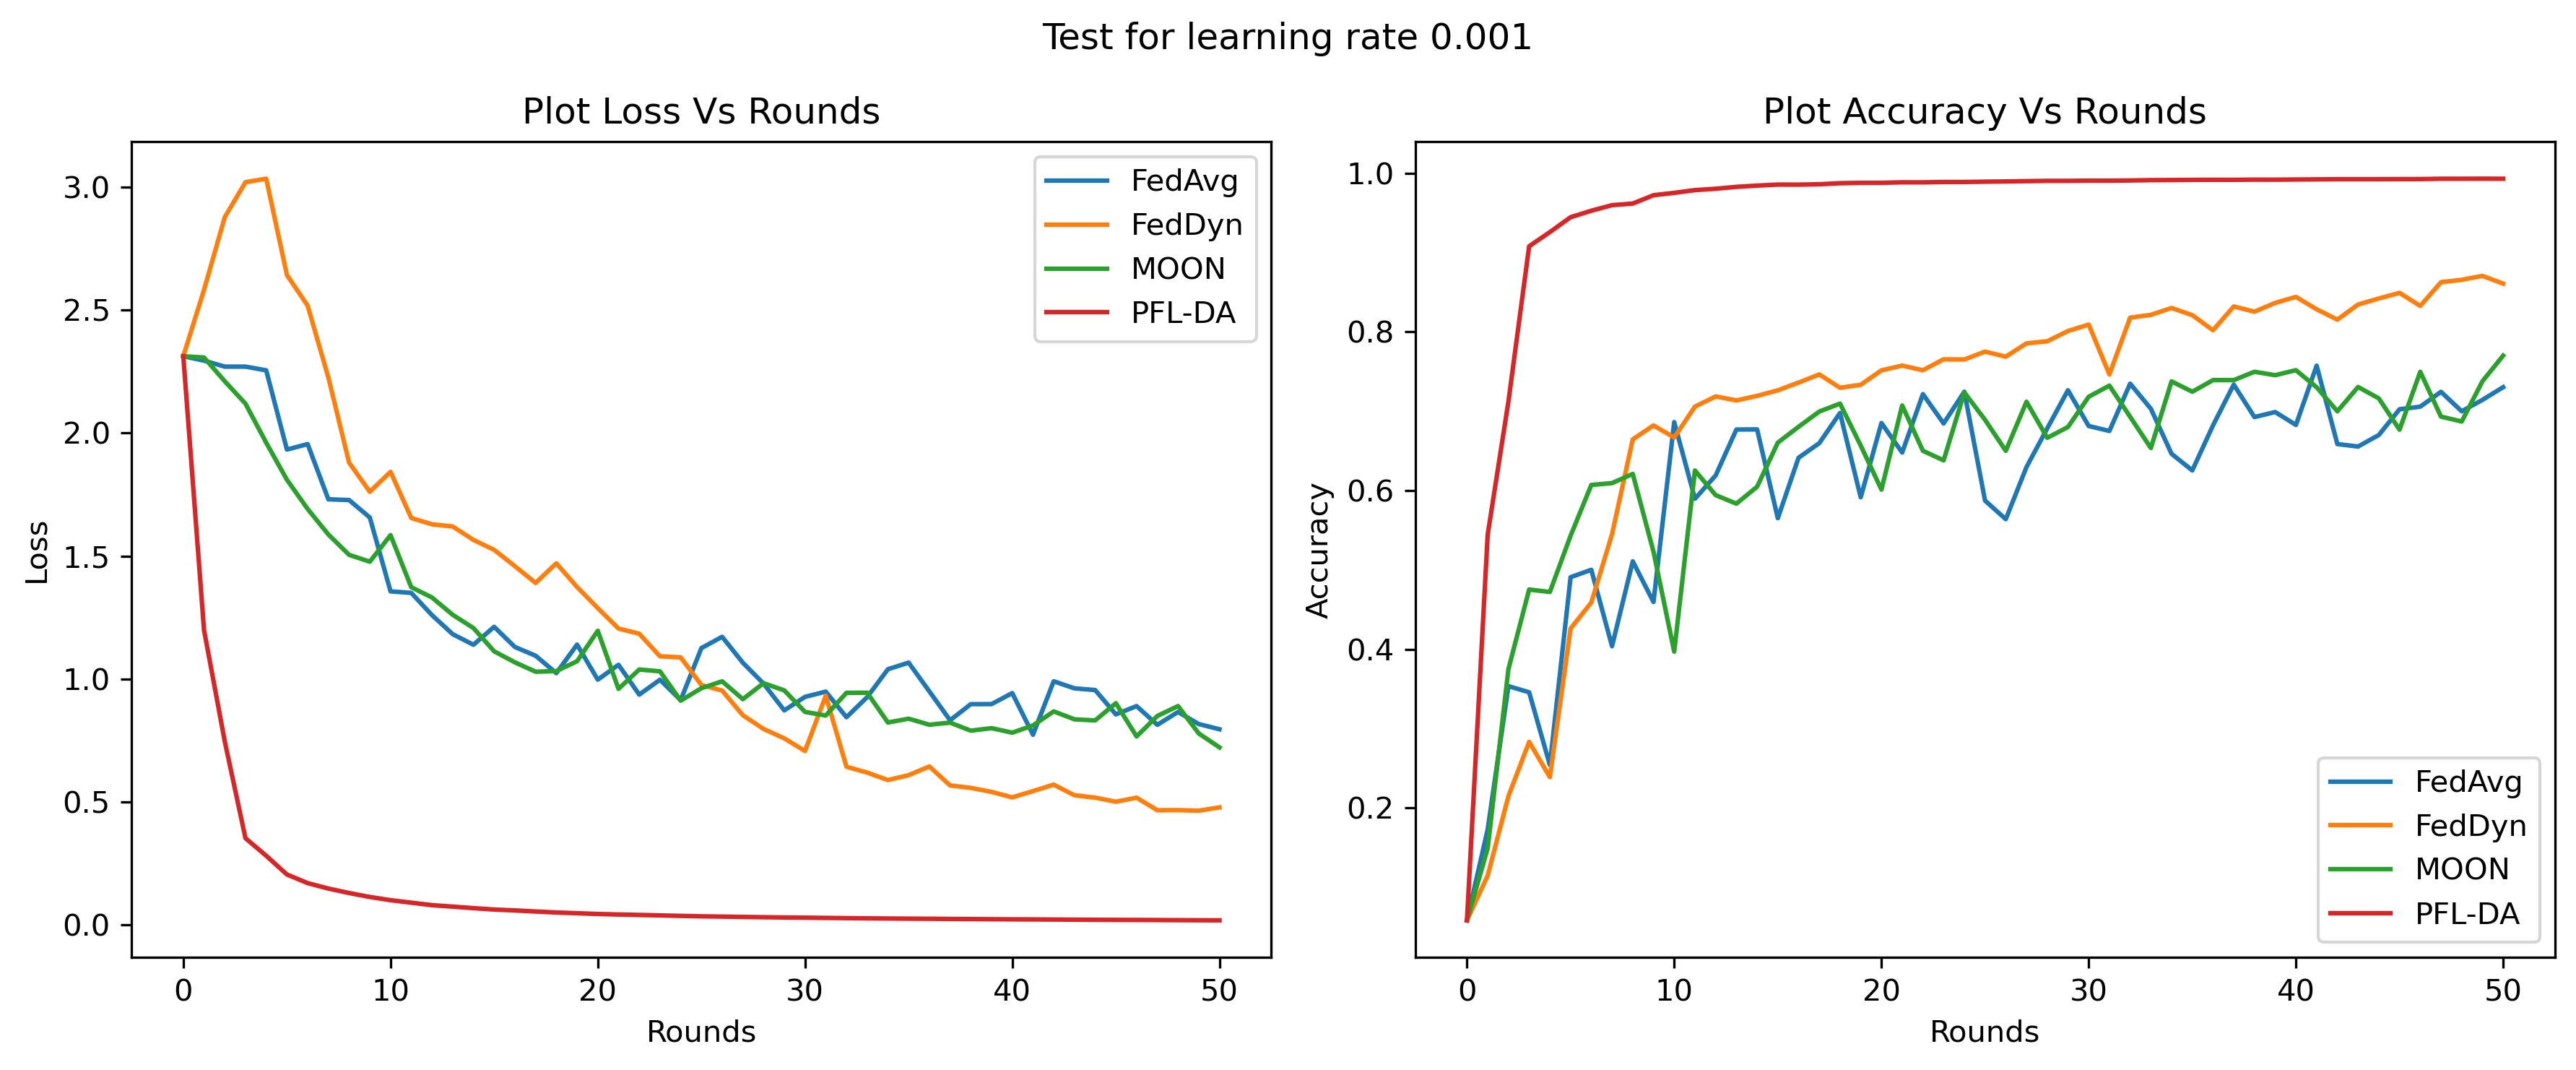 Test for learning rate 0.001
Plot Loss Vs Rounds
3.0
2.5
2.0
1.5
1.0
0.5
0.0
Loss
0
10
20
30
40
50
Rounds
FedAvg
FedDyn
MOON
PFL-DA
Plot Accuracy Vs Rounds
1.0
0.8
0.6
0.4
0.2
Accuracy
0
10
20
30
40
50
Rounds
FedAvg
FedDyn
MOON
PFL-DA